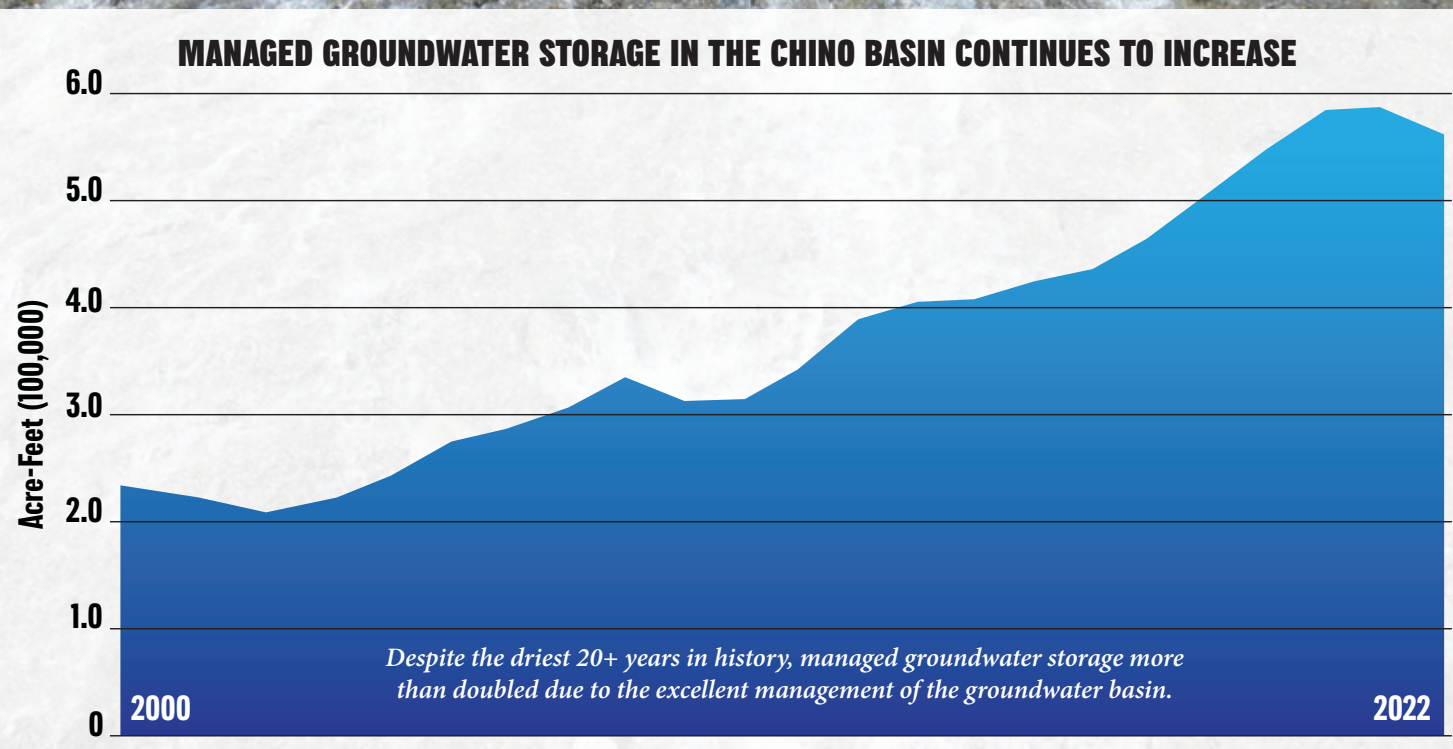 MANAGED GROUNDWATER STORAGE IN THE CHINO BASIN CONTINUES TO INCREASE
6.0
5.0
4.0
3.0
2.0
1.0
0
Acre-Feet (100,000)
Despite the driest 20+ years in history, managed groundwater storage more
than doubled due to the excellent management of the groundwater basin.
2000
2022